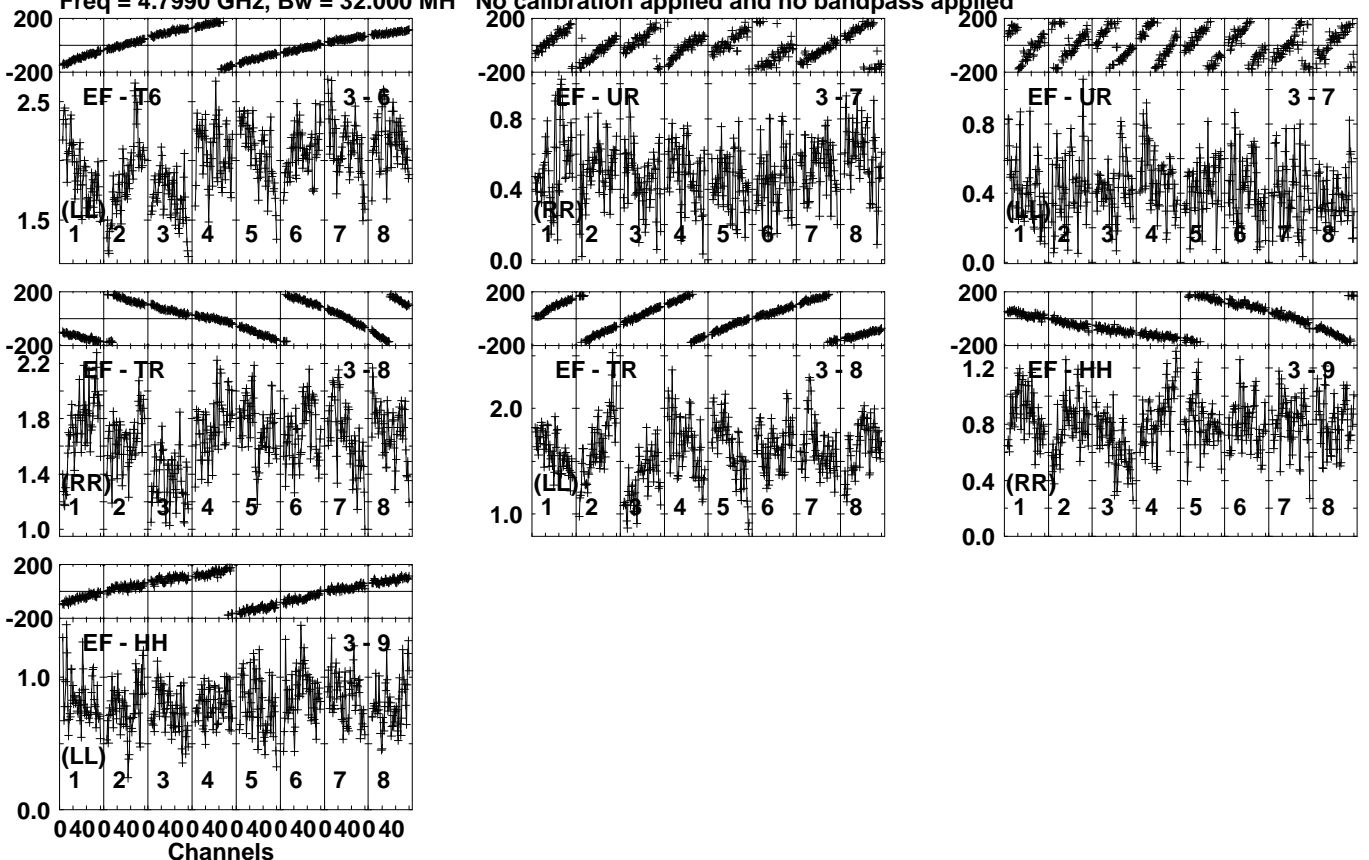 Freq = 4.7990 GHz, Bw = 32.000 MH No calibration applied and no bandpass applied
200
-200
EF - T6 3 - 6
2.5
1.5
(LL)
1 2 3 4 5 6 7 8
200
-200
EF - UR 3 - 7
0.8
0.4
0.0
(RR)
1 2 3 4 5 6 7 8
200
-200
EF - UR 3 - 7
0.8
0.4
0.0
(LL)
1 2 3 4 5 6 7 8
200
-200
EF - TR 3 - 8
2.2
1.8
1.4
1.0
(RR)
1 2 3 4 5 6 7 8
200
-200
EF - TR 3 - 8
2.0
1.0
(LL)
1 2 3 4 5 6 7 8
200
-200
EF - HH 3 - 9
1.2
0.8
0.4
0.0
(RR)
1 2 3 4 5 6 7 8
200
-200
EF - HH 3 - 9
1.0
0.0
(LL)
1 2 3 4 5 6 7 8
0 40 0 40 0 40 0 40 0 40 0 40 0 40 0 40
Channels